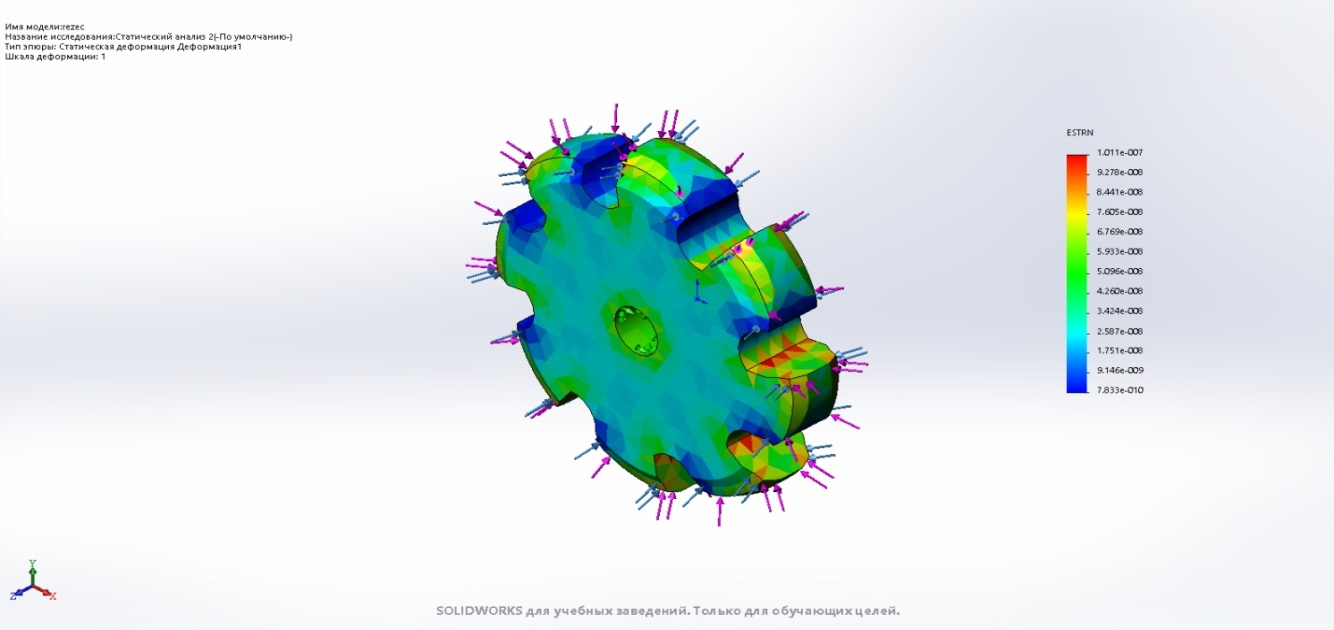 Имя модели:rezec
Название исследования:Статический анализ 2(-По умолчанию-)
Тип эпюры: Статическая деформация Деформация1
Шкала деформации: 1
ESTRN
1.011e-007
9.278e-008
8.441e-008
7.605e-008
6.769e-008
5.933e-008
5.096e-008
4.260e-008
3.424e-008
2.587e-008
1.751e-008
9.146e-009
7.833e-010
Y
Z
X
SOLIDWORKS для учебных заведений. Только для обучающих целей.